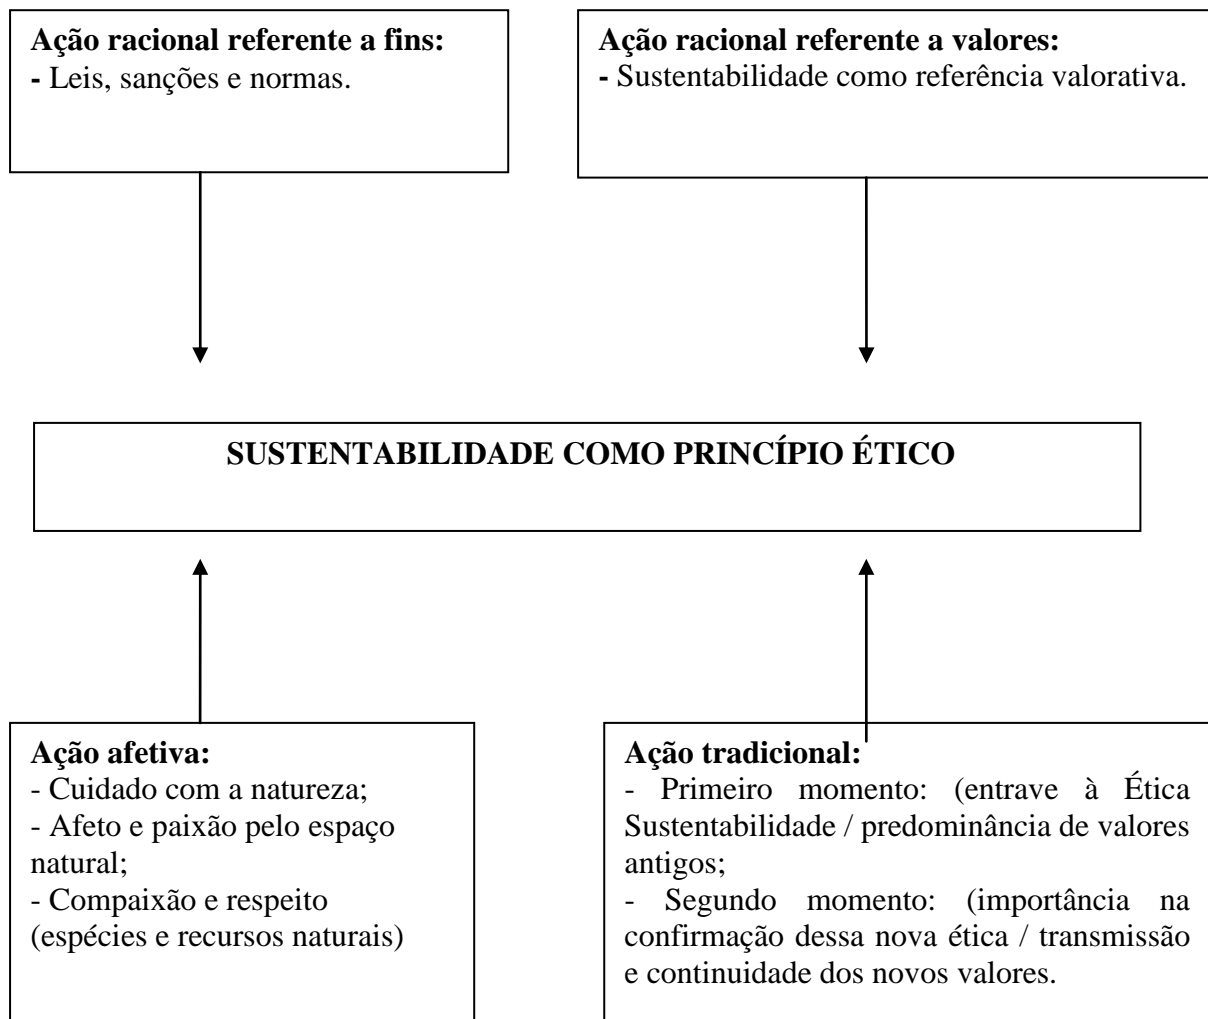 Ação racional referente a fins:
- Leis, sanções e normas.
Ação racional referente a valores:
- Sustentabilidade como referência valorativa.
SUSTENTABILIDADE COMO PRINCÍPIO ÉTICO
Ação afetiva:
- Cuidado com a natureza;
- Afeto e paixão pelo espaço
natural;
- Compaixão e respeito
(espécies e recursos naturais)
Ação tradicional:
- Primeiro momento: (entrave à Ética
Sustentabilidade / predominância de valores
antigos;
- Segundo momento: (importância na
confirmação dessa nova ética / transmissão
e continuidade dos novos valores.